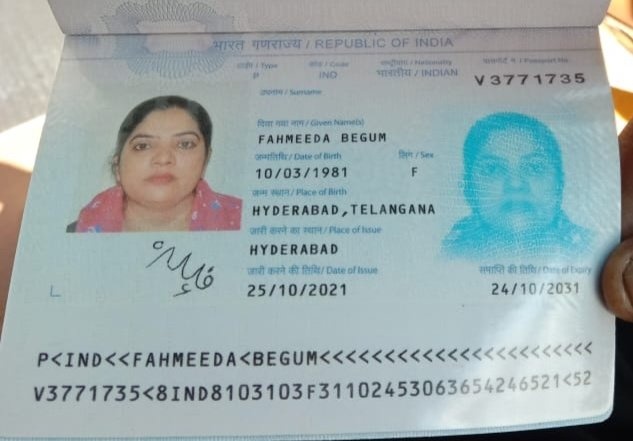 भारत गणराज्य / REPUBLIC OF INDIA
टाईप / Type कोड / Code राष्ट्रीयता / Nationality पासपोर्ट न. / Passport No.
P IND भारतीय / INDIAN V3771735
उपनाम / Surname
दिया गया नाम / Given Name(s)
FAHMEEDA BEGUM
जन्मतिथि / Date of Birth लिंग / Sex
10/03/1981 F
जन्म स्थान / Place of Birth
HYDERABAD,TELANGANA
जारी करने का स्थान / Place of Issue
HYDERABAD
जारी करने की तिथि / Date of Issue समाप्ति की तिथि / Date of Expiry
25/10/2021 24/10/2031
P<IND<<FAHMEEDA<BEGUM<<<<<<<<<<<<<<<<<<<<<<<
V3771735<8IND8103103F31102453063654246521<52